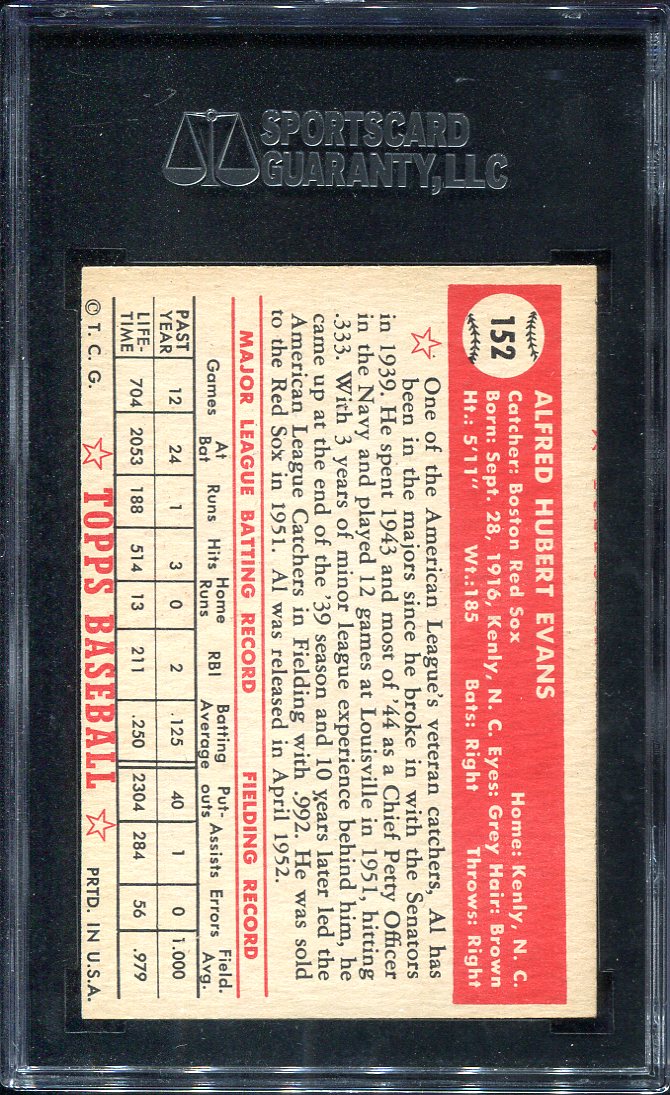 SPORTSCARD
GUARANTY, LLC
152
ALFRED HUBERT EVANS
Catcher: Boston Red Sox Home: Kenly, N. C.
Born: Sept. 28, 1916, Kenly, N. C. Eyes: Grey Hair: Brown
Ht.: 5'11" Wt.: 185 Bats: Right Throws: Right
One of the American League's veteran catchers, Al has
been in the majors since he broke in with the Senators
in 1939. He spent 1943 and most of '44 as a Chief Petty Officer
in the Navy and played 12 games at Louisville in 1951, hitting
.333. With 3 years of minor league experience behind him, he
came up at the end of the '39 season and 10 years later led the
American League Catchers in Fielding with .992. He was sold
to the Red Sox in 1951. Al was released in April 1952.
MAJOR LEAGUE BATTING RECORD FIELDING RECORD
Games At Bat Runs Hits Home Runs RBI Batting Average Put-outs Assists Errors Field. Avg.
PAST YEAR 12 24 1 3 0 2 .125 40 1 0 1.000
LIFE-TIME 704 2053 188 514 13 211 .250 2304 284 56 .979
© T. C. G. TOPPS BASEBALL PRTD. IN U.S.A.